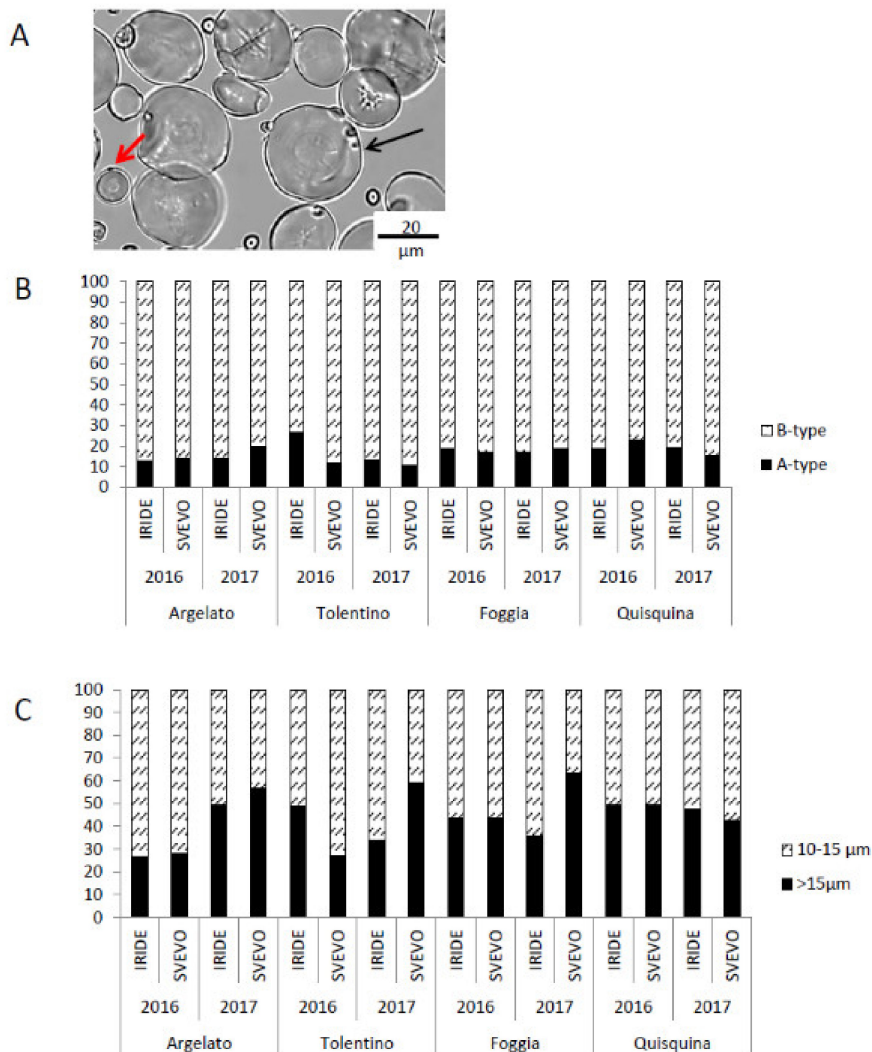 A
20
µm
B
100
90
80
70
60
50
40
30
20
10
0
B-type
A-type
IRIDE SVEVO IRIDE SVEVO IRIDE SVEVO IRIDE SVEVO IRIDE SVEVO IRIDE SVEVO IRIDE SVEVO IRIDE SVEVO
2016 2017 2016 2017 2016 2017 2016 2017
Argelato Tolentino Foggia Quisquina
C
100
90
80
70
60
50
40
30
20
10
0
10-15 µm
>15µm
IRIDE SVEVO IRIDE SVEVO IRIDE SVEVO IRIDE SVEVO IRIDE SVEVO IRIDE SVEVO IRIDE SVEVO IRIDE SVEVO
2016 2017 2016 2017 2016 2017 2016 2017
Argelato Tolentino Foggia Quisquina